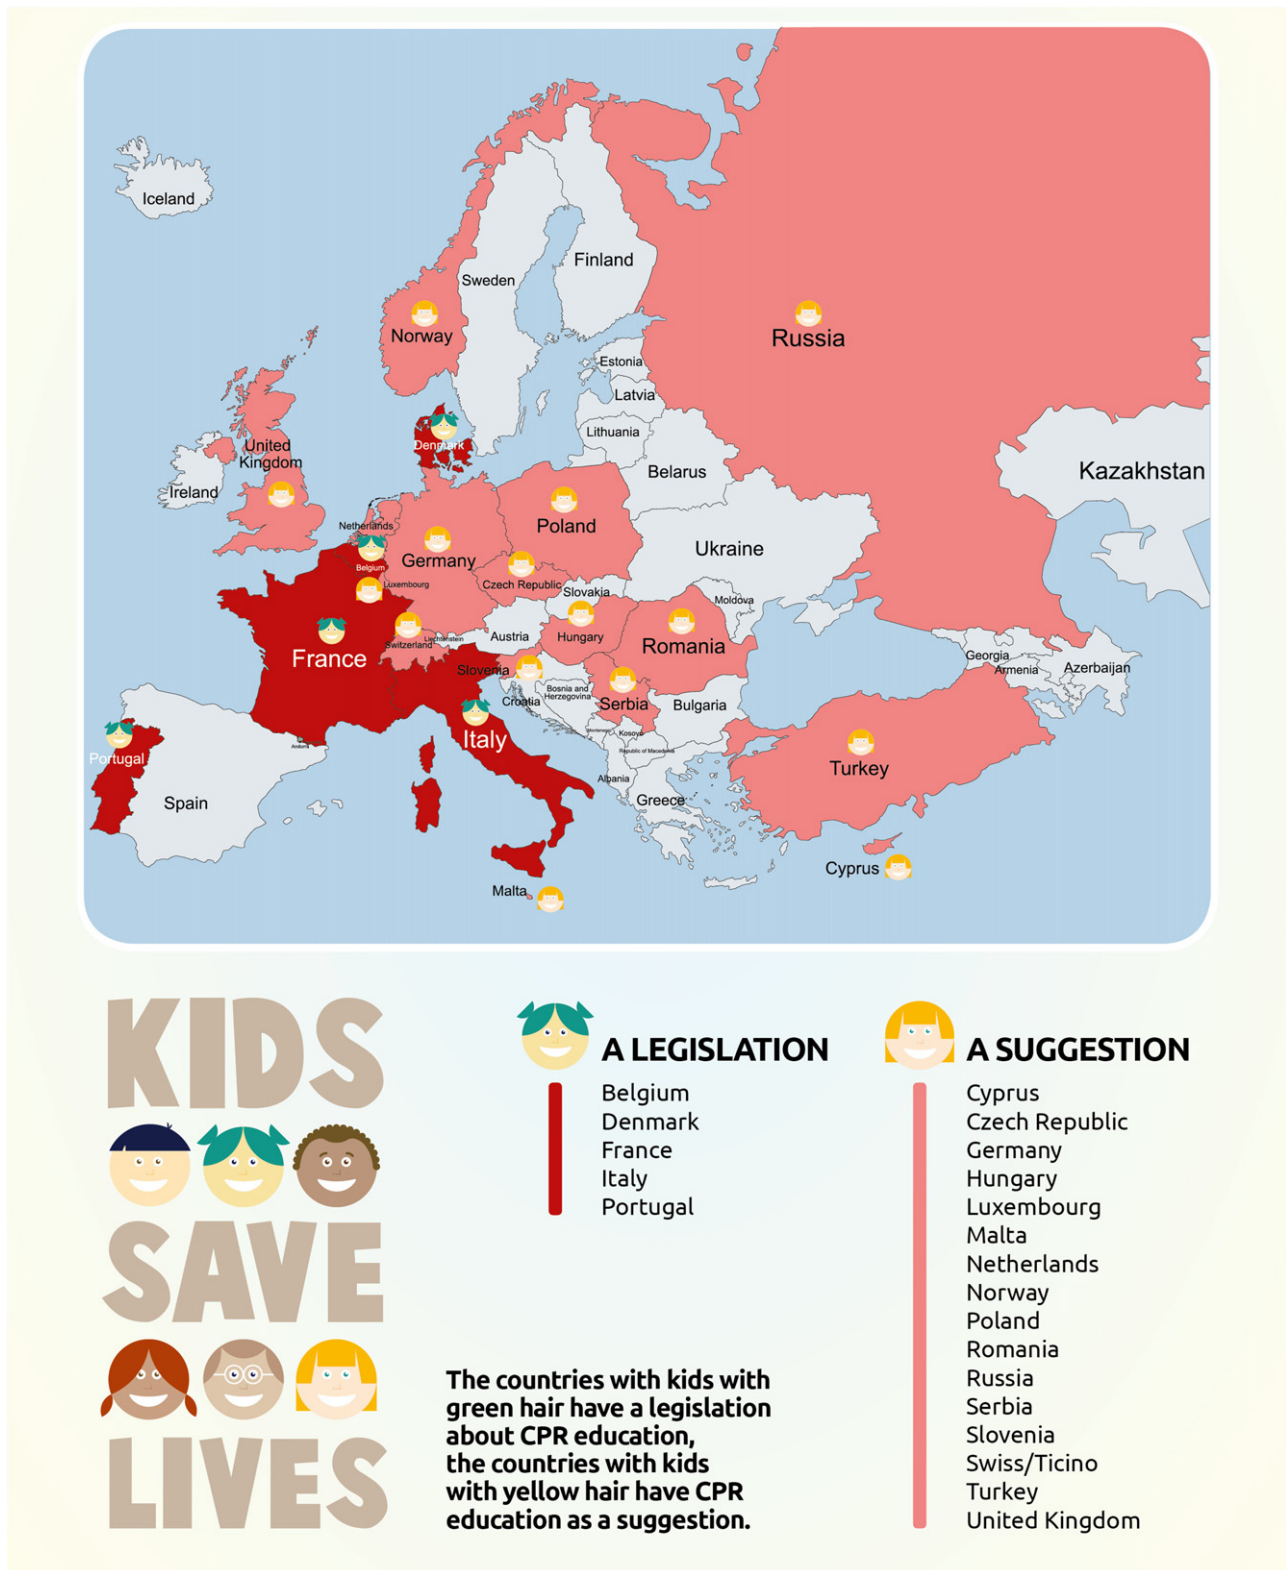 Iceland
Finland
Sweden
Norway
Russia
Estonia
Latvia
Lithuania
Denmark
United
Kingdom
Belarus
Kazakhstan
Ireland
Netherlands
Poland
Ukraine
Germany
Belgium
Luxembourg
Czech Republic
Slovakia
Moldova
Liechtenstein
Austria
Hungary
Switzerland
Romania
France
Georgia
Armenia
Azerbaijan
Slovenia
Bosnia and
Herzegovina
Croatia
Serbia
Bulgaria
Montenegro
Kosovo
Italy
Andorra
Republic of Macedonia
Portugal
Turkey
Albania
Spain
Greece
Cyprus
Malta
KIDS
SAVE
LIVES
A LEGISLATION
Belgium
Denmark
France
Italy
Portugal
A SUGGESTION
Cyprus
Czech Republic
Germany
Hungary
Luxembourg
Malta
Netherlands
Norway
Poland
Romania
Russia
Serbia
Slovenia
Swiss/Ticino
Turkey
United Kingdom
The countries with kids with
green hair have a legislation
about CPR education,
the countries with kids
with yellow hair have CPR
education as a suggestion.